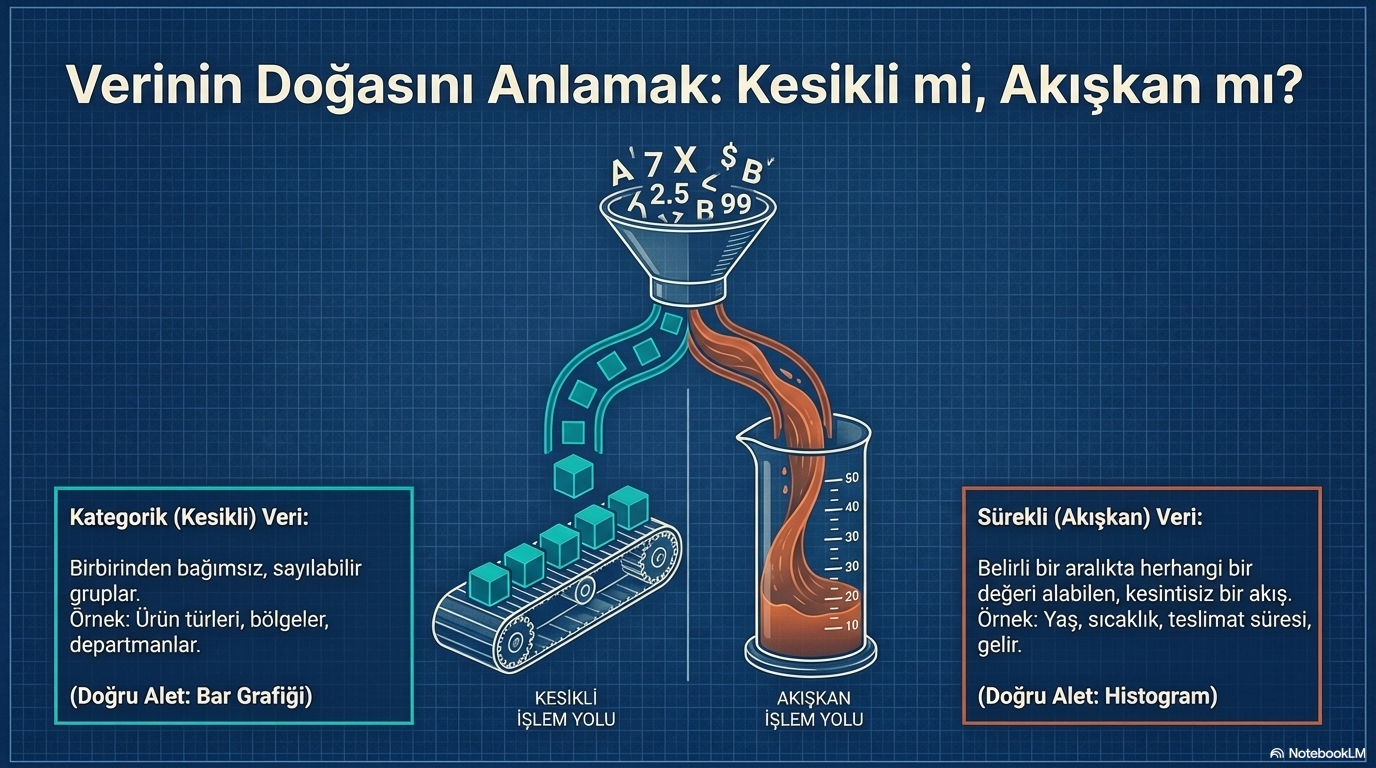 Verinin Doğasını Anlamak: Kesikli mi, Akışkan mı?
A 7 X $ B
2.5 < B 99
50
40
30
30
20
10
Kategorik (Kesikli) Veri:
Birbirinden bağımsız, sayılabilir
gruplar.
Örnek: Ürün türleri, bölgeler,
departmanlar.
(Doğru Alet: Bar Grafiği)
KESİKLİ
İŞLEM YOLU
AKIŞKAN
İŞLEM YOLU
Sürekli (Akışkan) Veri:
Belirli bir aralıkta herhangi bir
değeri alabilen, kesintisiz bir akış.
Örnek: Yaş, sıcaklık, teslimat süresi,
gelir.
(Doğru Alet: Histogram)
NotebookLM